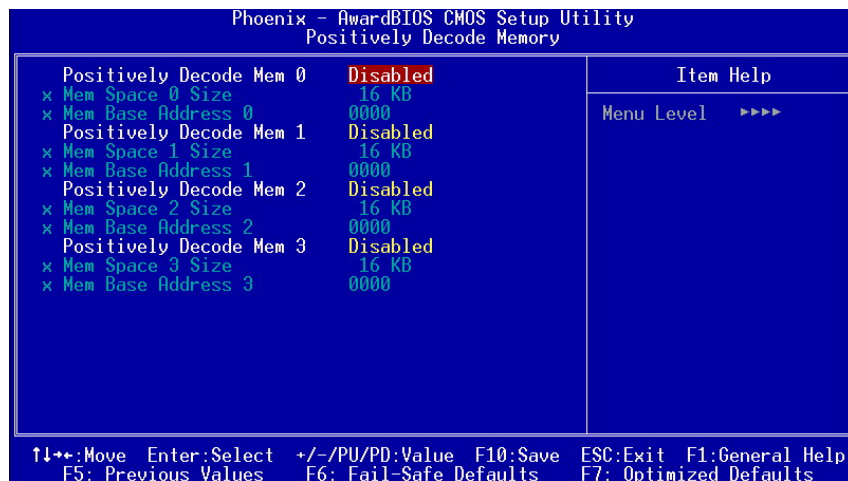 Phoenix - AwardBIOS CMOS Setup Utility
Positively Decode Memory
Positively Decode Mem 0 Disabled
x Mem Space 0 Size 16 KB
x Mem Base Address 0 0000
Positively Decode Mem 1 Disabled
x Mem Space 1 Size 16 KB
x Mem Base Address 1 0000
Positively Decode Mem 2 Disabled
x Mem Space 2 Size 16 KB
x Mem Base Address 2 0000
Positively Decode Mem 3 Disabled
x Mem Space 3 Size 16 KB
x Mem Base Address 3 0000
Item Help
Menu Level ►►►►
↑↓→←:Move Enter:Select +/-/PU/PD:Value F10:Save ESC:Exit F1:General Help
F5: Previous Values F6: Fail-Safe Defaults F7: Optimized Defaults